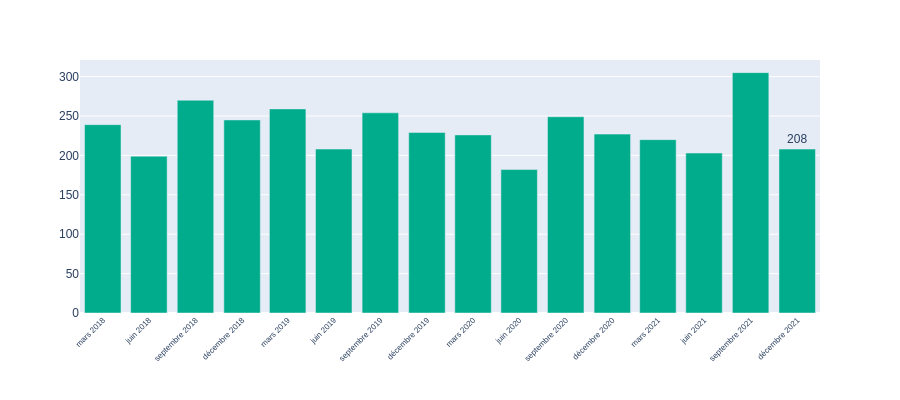 300
250
200
150
100
50
0
208
mars 2018
juin 2018
septembre 2018
décembre 2018
mars 2019
juin 2019
septembre 2019
décembre 2019
mars 2020
juin 2020
septembre 2020
décembre 2020
mars 2021
juin 2021
septembre 2021
décembre 2021